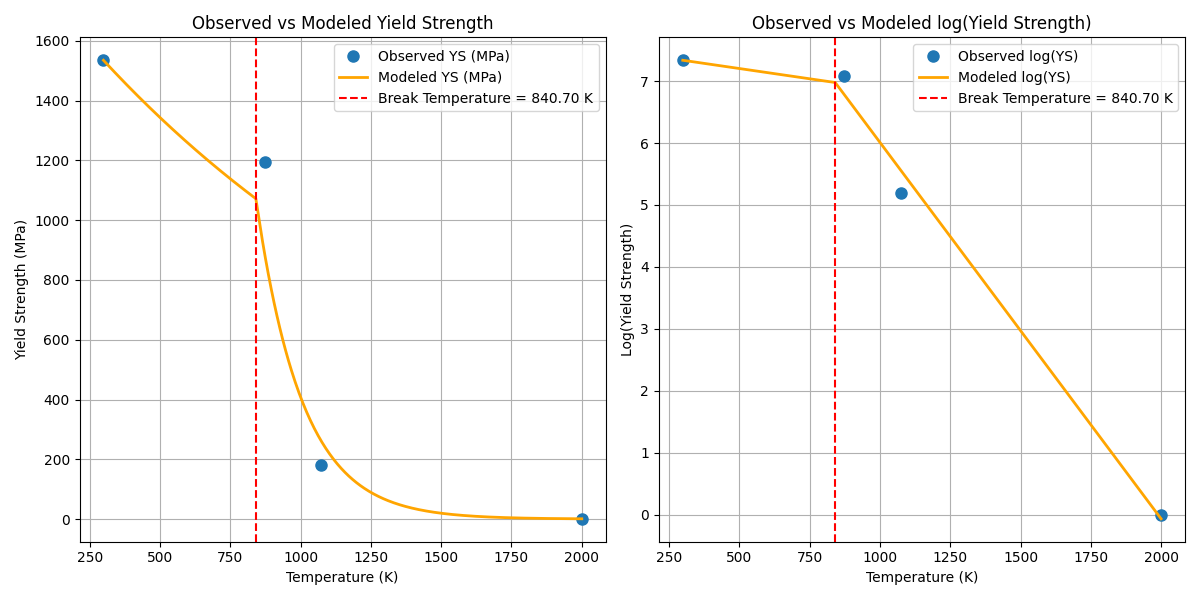 Observed vs Modeled Yield Strength
Observed YS (MPa)
Modeled YS (MPa)
Break Temperature = 840.70 K
Yield Strength (MPa)
1600
1400
1200
1000
800
600
400
200
0
250
500
750
1000
1250
1500
1750
2000
Temperature (K)
Observed vs Modeled log(Yield Strength)
Observed log(YS)
Modeled log(YS)
Break Temperature = 840.70 K
Log(Yield Strength)
7
6
5
4
3
2
1
0
250
500
750
1000
1250
1500
1750
2000
Temperature (K)